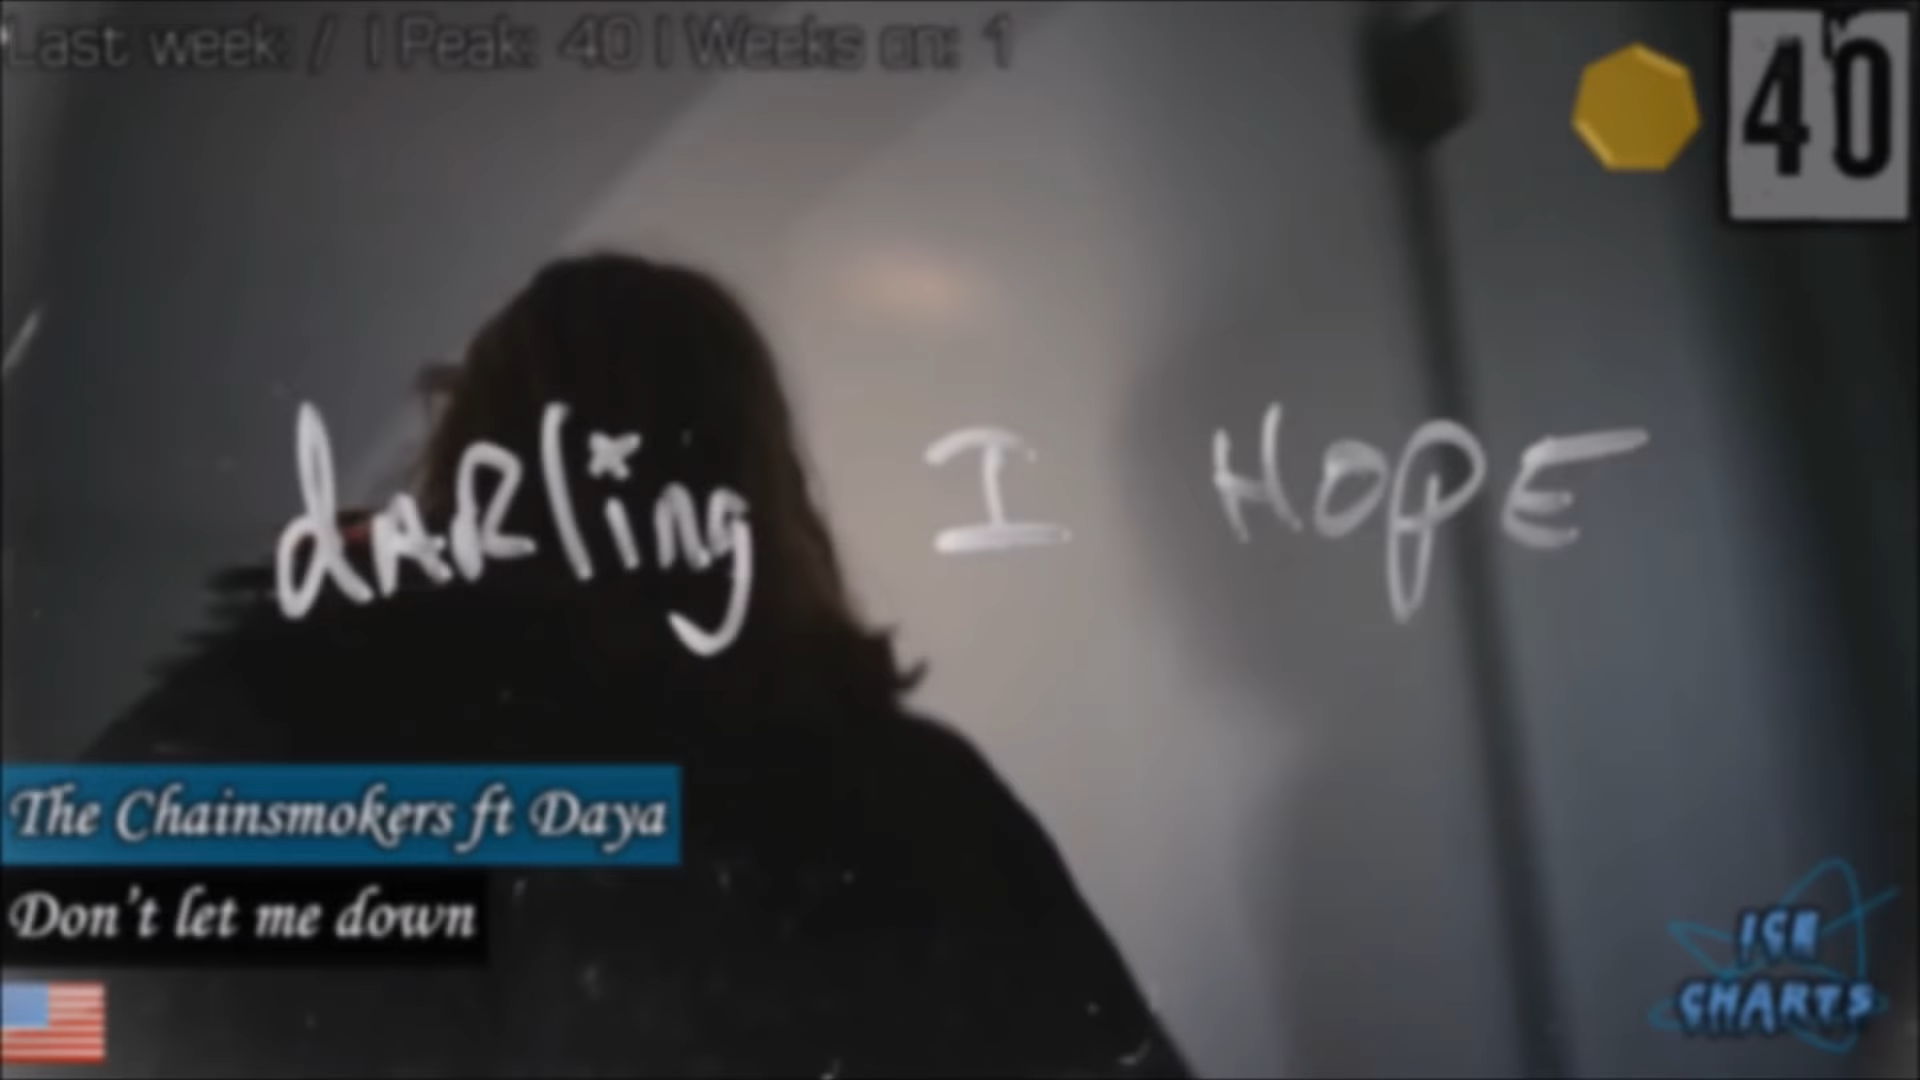 Last week: / | Peak: 40 | Weeks on: 1
40
darling I HOPE
The Chainsmokers ft Daya
Don't let me down
ICE
CHARTS